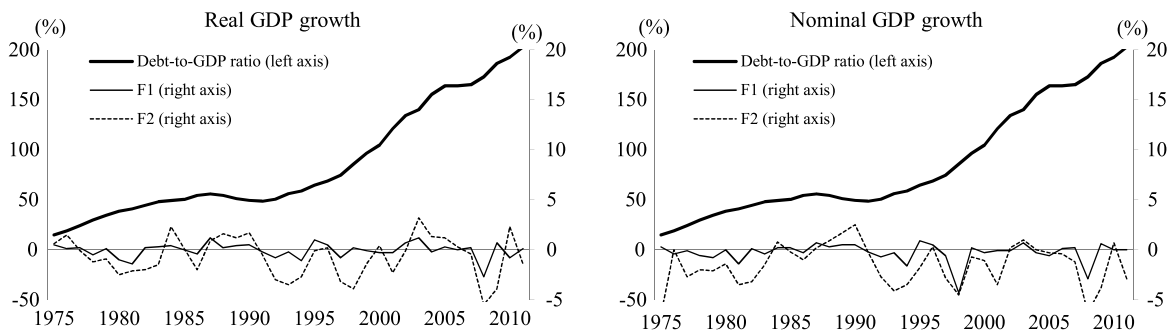 Real GDP growth
(%)
(%)
200
150
100
50
0
-50
20
15
10
5
0
-5
Debt-to-GDP ratio (left axis)
F1 (right axis)
F2 (right axis)
1975 1980 1985 1990 1995 2000 2005 2010
Nominal GDP growth
(%)
(%)
200
150
100
50
0
-50
20
15
10
5
0
-5
Debt-to-GDP ratio (left axis)
F1 (right axis)
F2 (right axis)
1975 1980 1985 1990 1995 2000 2005 2010